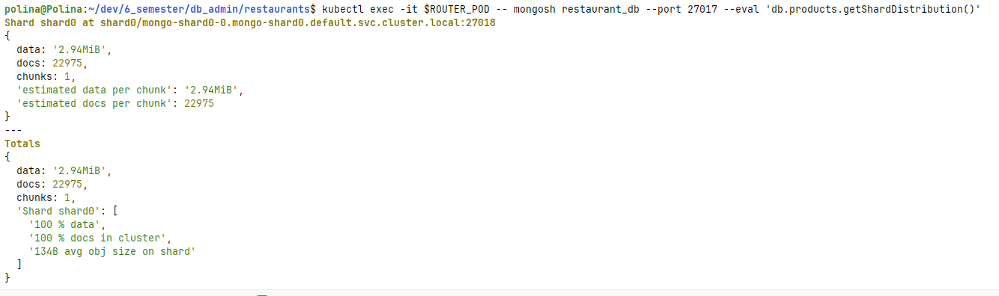 polina@Polina:~/dev/6_semester/db_admin/restaurants$ kubectl exec -it $ROUTER_POD -- mongosh restaurant_db --port 27017 --eval 'db.products.getShardDistribution()'
Shard shard0 at shard0/mongo-shard0-0.mongo-shard0.default.svc.cluster.local:27018
{
  data: '2.94MiB',
  docs: 22975,
  chunks: 1,
  'estimated data per chunk': '2.94MiB',
  'estimated docs per chunk': 22975
}
---
Totals
{
  data: '2.94MiB',
  docs: 22975,
  chunks: 1,
  'Shard shard0': [
    '100 % data',
    '100 % docs in cluster',
    '134B avg obj size on shard'
  ]
}